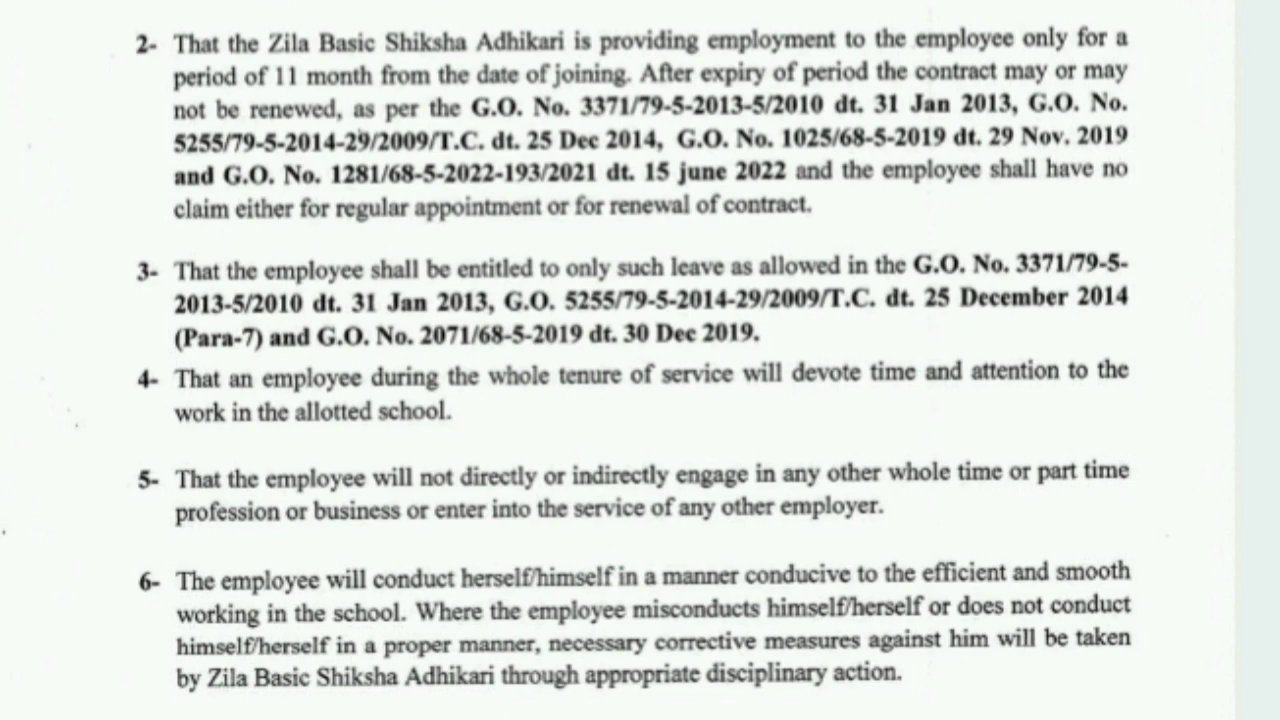 2- That the Zila Basic Shiksha Adhikari is providing employment to the employee only for a
period of 11 month from the date of joining. After expiry of period the contract may or may
not be renewed, as per the G.O. No. 3371/79-5-2013-5/2010 dt. 31 Jan 2013, G.O. No.
5255/79-5-2014-29/2009/T.C. dt. 25 Dec 2014, G.O. No. 1025/68-5-2019 dt. 29 Nov. 2019
and G.O. No. 1281/68-5-2022-193/2021 dt. 15 june 2022 and the employee shall have no
claim either for regular appointment or for renewal of contract.
3- That the employee shall be entitled to only such leave as allowed in the G.O. No. 3371/79-5-
2013-5/2010 dt. 31 Jan 2013, G.O. 5255/79-5-2014-29/2009/T.C. dt. 25 December 2014
(Para-7) and G.O. No. 2071/68-5-2019 dt. 30 Dec 2019.
4- That an employee during the whole tenure of service will devote time and attention to the
work in the allotted school.
5- That the employee will not directly or indirectly engage in any other whole time or part time
profession or business or enter into the service of any other employer.
6- The employee will conduct herself/himself in a manner conducive to the efficient and smooth
working in the school. Where the employee misconducts himself/herself or does not conduct
himself/herself in a proper manner, necessary corrective measures against him will be taken
by Zila Basic Shiksha Adhikari through appropriate disciplinary action.